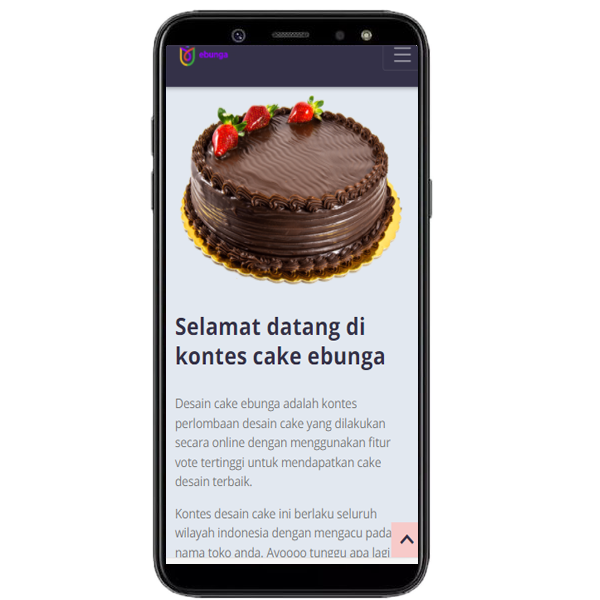 ebunga
Selamat datang di
kontes cake ebunga
Desain cake ebunga adalah kontes
perlombaan desain cake yang dilakukan
secara online dengan menggunakan fitur
vote tertinggi untuk mendapatkan cake
desain terbaik.
Kontes desain cake ini berlaku seluruh
wilayah indonesia dengan mengacu pada
nama toko anda. Ayoooo tunggu apa lagi